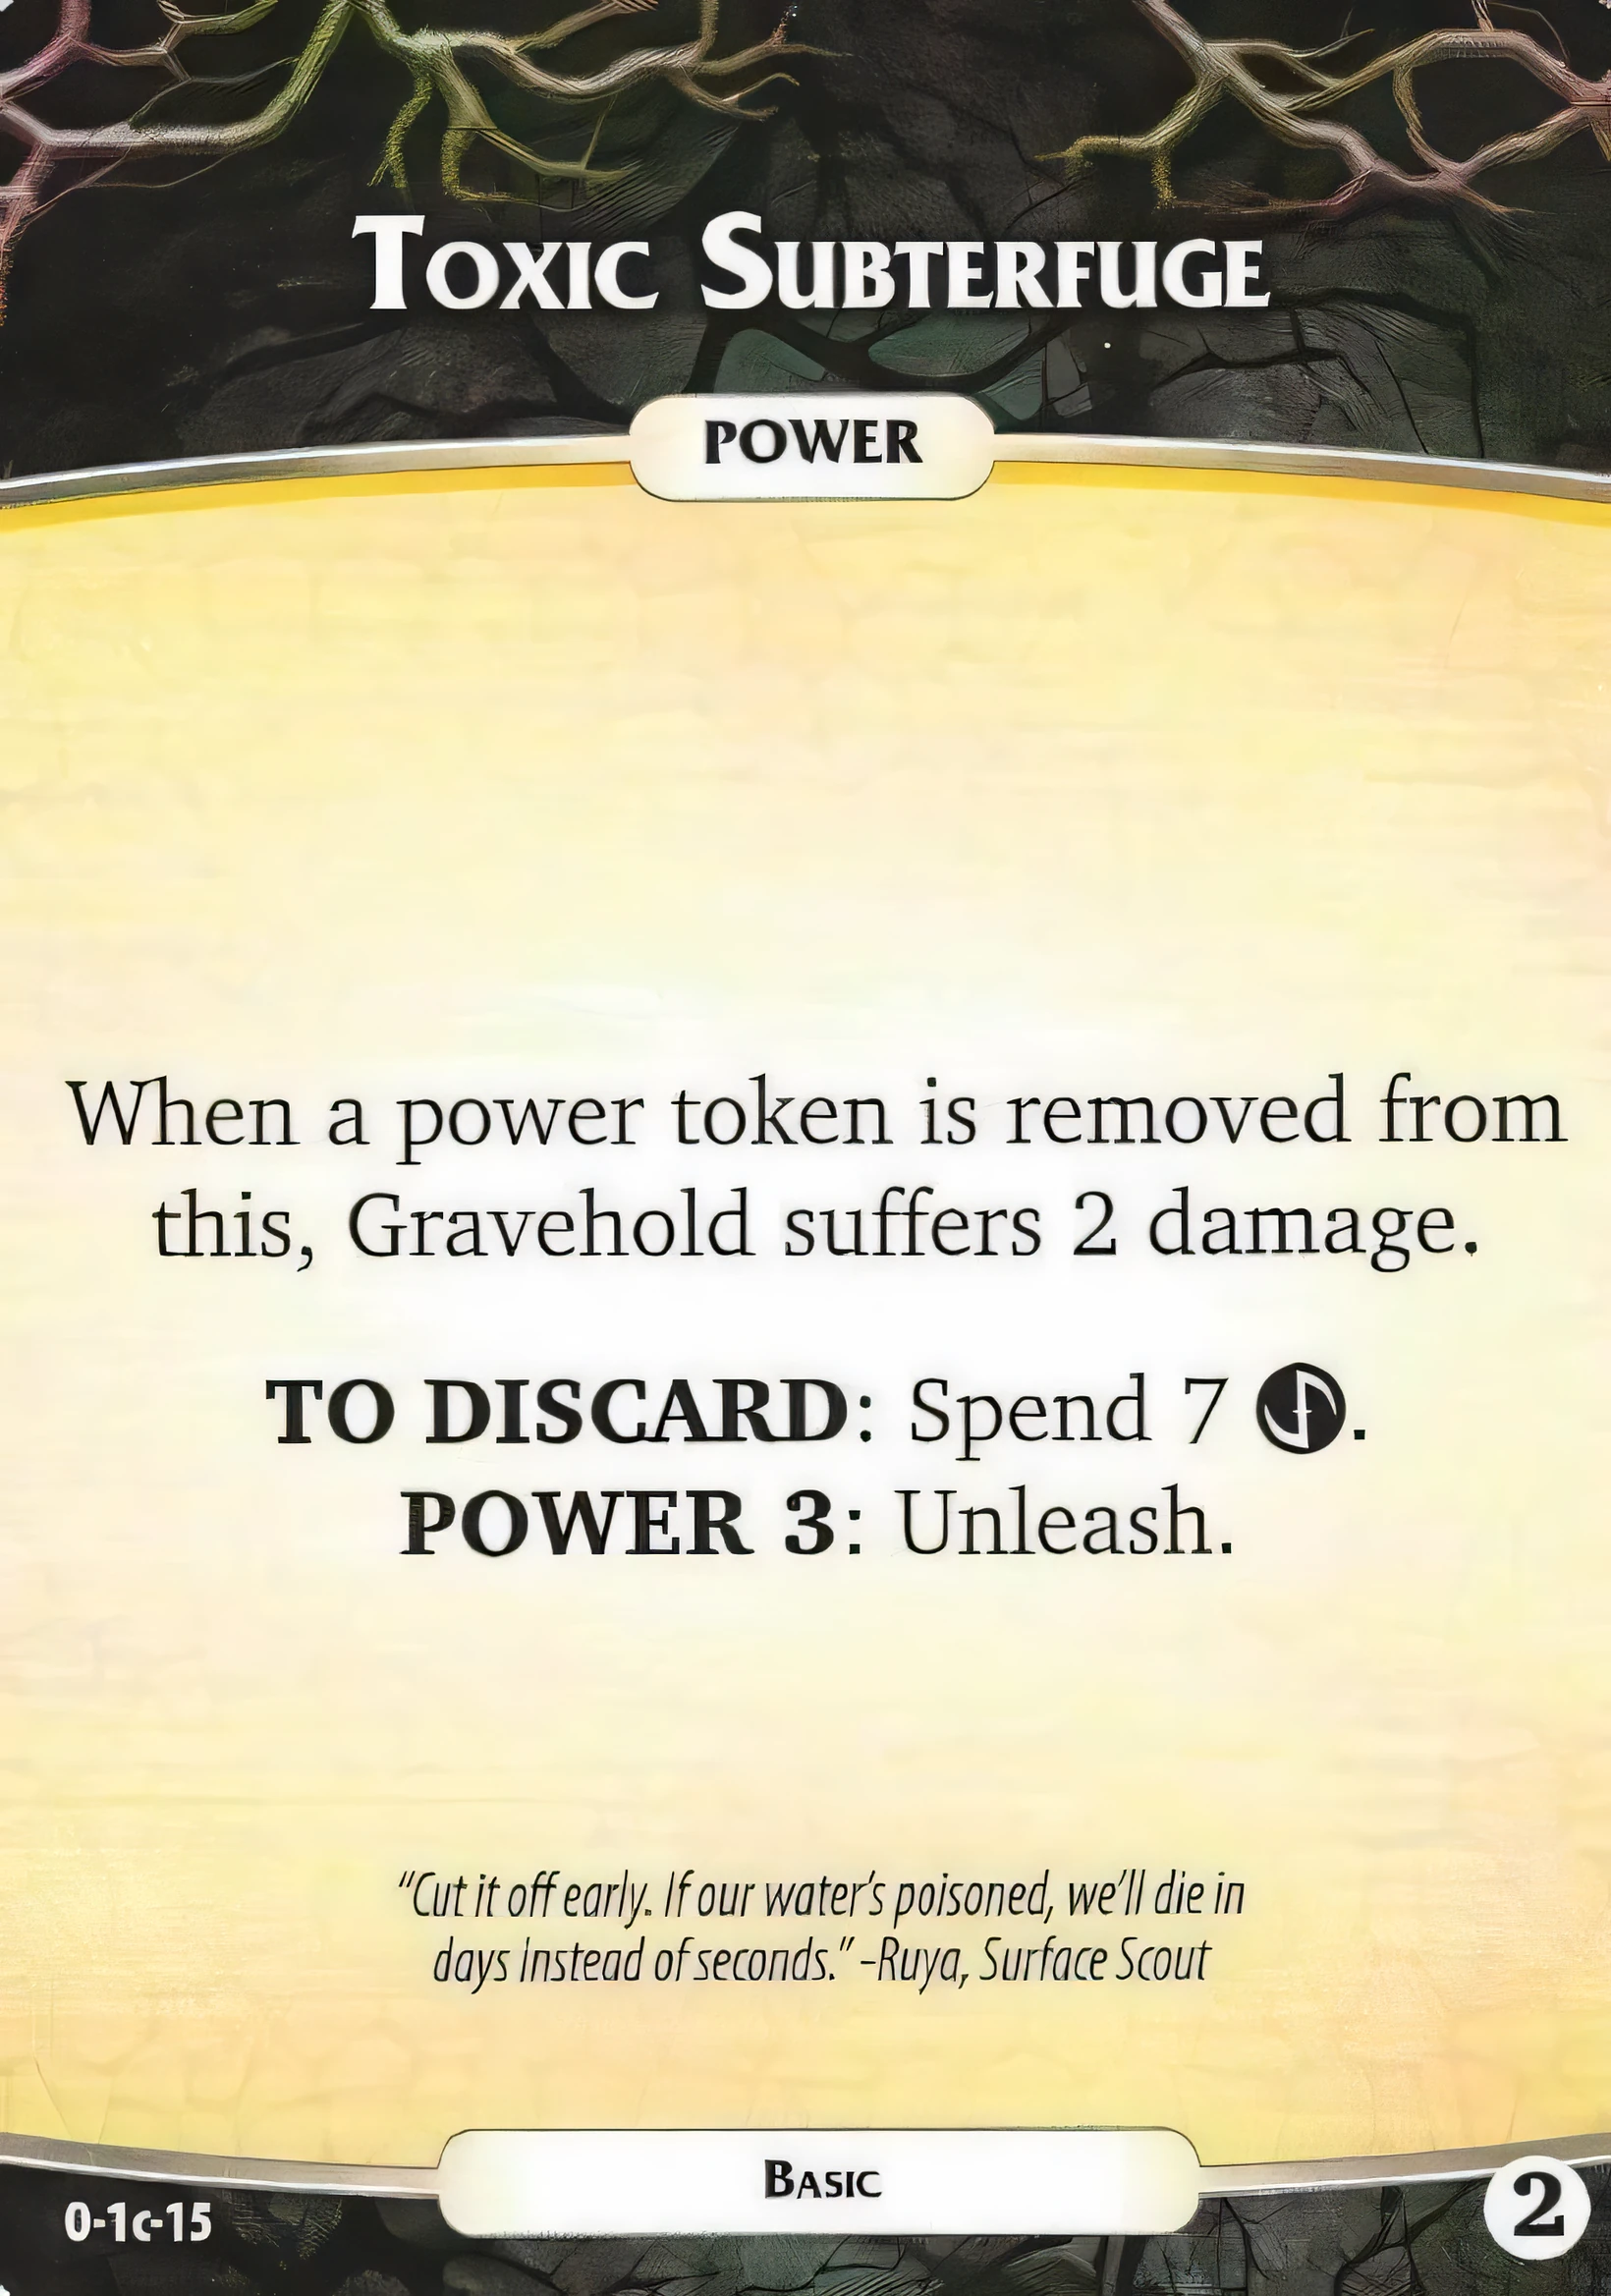 Toxic Subterfuge
POWER
When a power token is removed from
this, Gravehold suffers 2 damage.
TO DISCARD: Spend 7 .
POWER 3: Unleash.
“Cut it off early. If our water’s poisoned, we’ll die in
days instead of seconds.” –Ruya, Surface Scout
Basic
0-1c-15
2